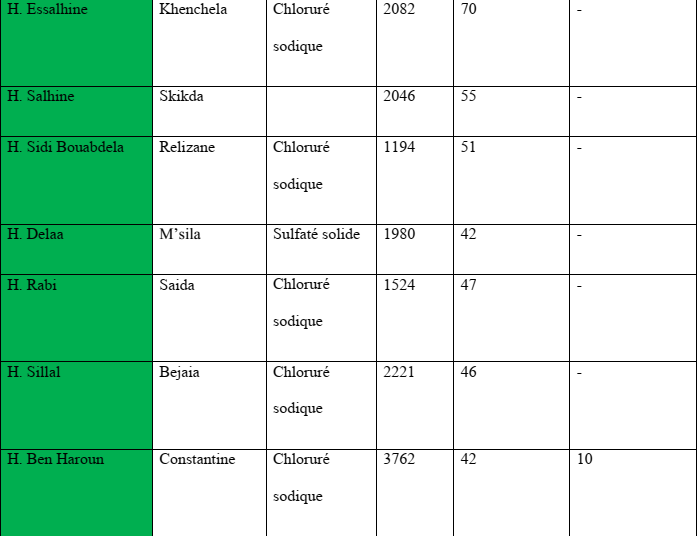 H. Essalhine Khenchela Chloruré 2082 70 -
sodique
H. Salhine Skikda 2046 55 -
H. Sidi Bouabdela Relizane Chloruré 1194 51 -
sodique
H. Delaa M’sila Sulfaté solide 1980 42 -
H. Rabi Saida Chloruré 1524 47 -
sodique
H. Sillal Bejaia Chloruré 2221 46 -
sodique
H. Ben Haroun Constantine Chloruré 3762 42 10
sodique